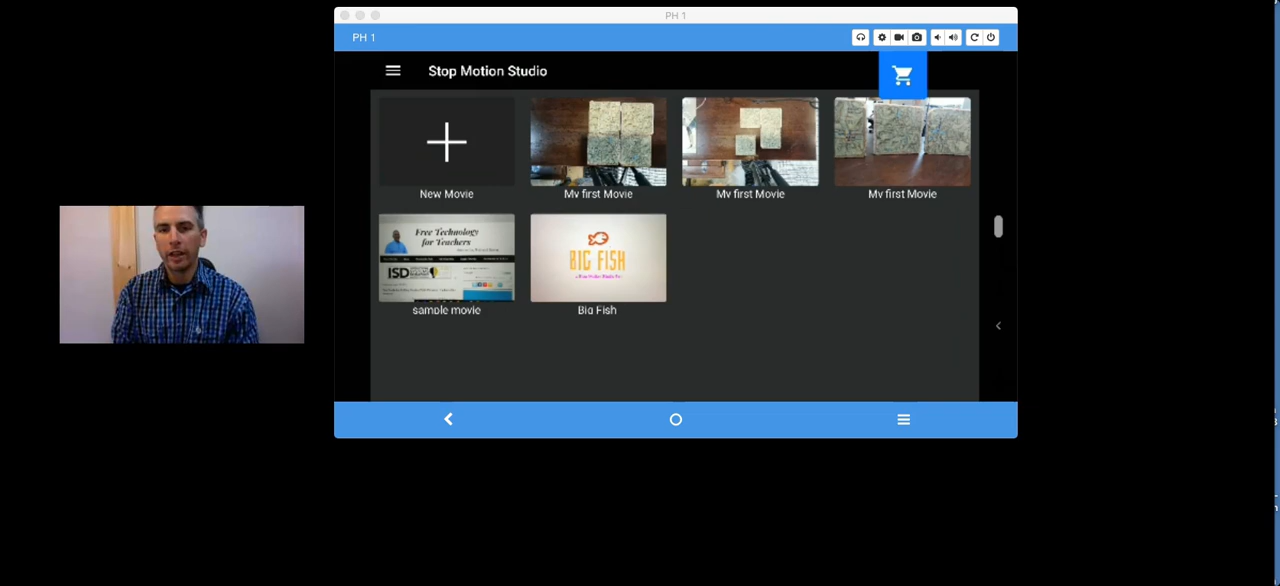 PH 1
PH 1
Stop Motion Studio
New Movie
My first Movie
My first Movie
My first Movie
Free Technology
for Teachers
ISD
sample movie
BIG FISH
Big Fish